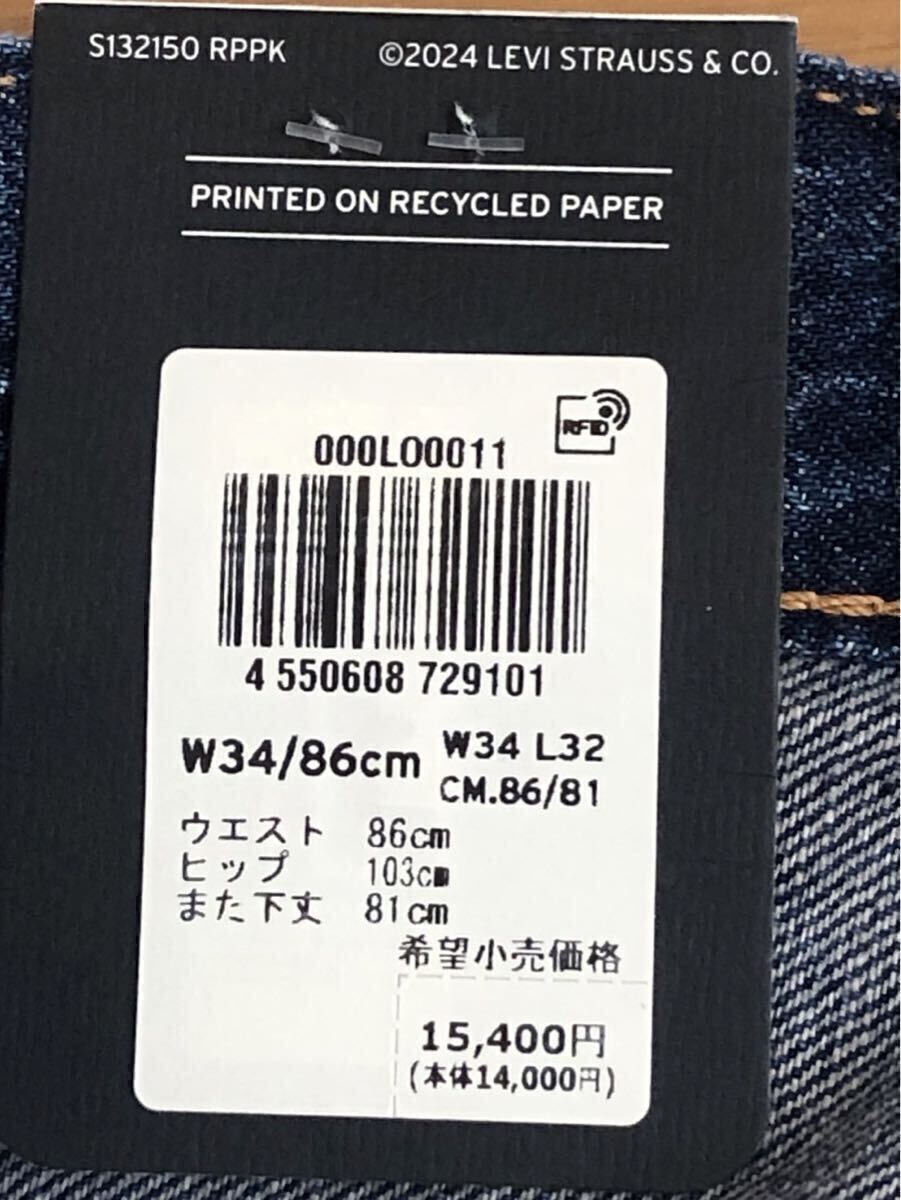 S132150 RPPK ©2024 LEVI STRAUSS & CO.
PRINTED ON RECYCLED PAPER
RFID
000LO0011
4 550608 729101
W34/86cm W34 L32
CM.86/81
ウエスト 86cm
ヒップ 103cm
また下丈 81cm
希望小売価格
15,400円
(本体14,000円)